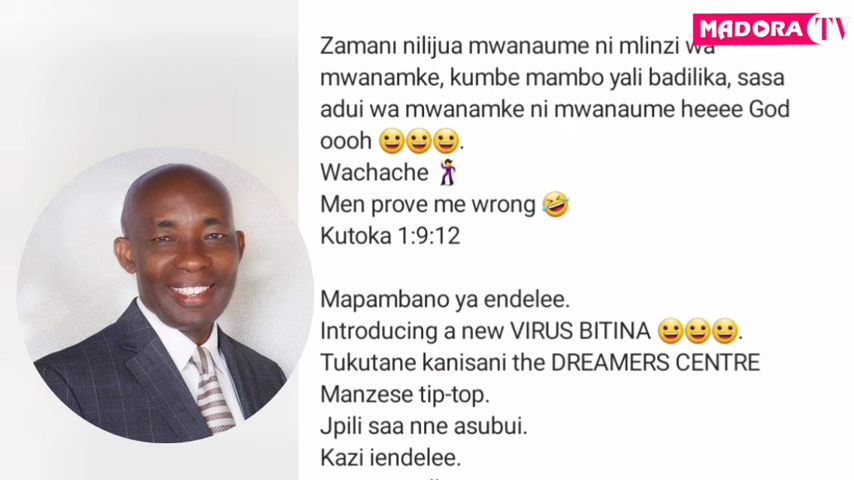 MADORA TV
Zamani nilijua mwanaume ni mlinzi wa
mwanamke, kumbe mambo yali badilika, sasa
adui wa mwanamke ni mwanaume heeee God
oooh 😀😀😀.
Wachache 🕺
Men prove me wrong 🤣
Kutoka 1:9:12
Mapambano ya endelee.
Introducing a new VIRUS BITINA 😀😀😀.
Tukutane kanisani the DREAMERS CENTRE
Manzese tip-top.
Jpili saa nne asubui.
Kazi iendelee.